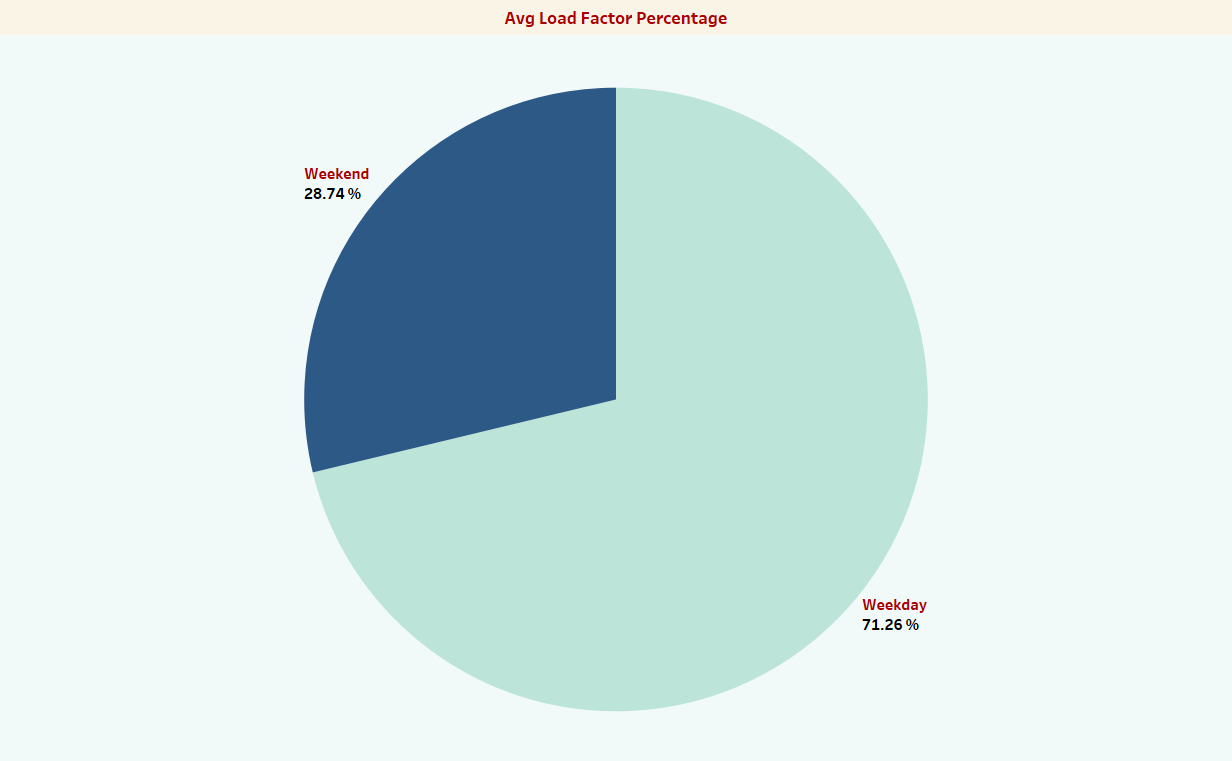 Avg Load Factor Percentage
Weekend
28.74 %
Weekday
71.26 %